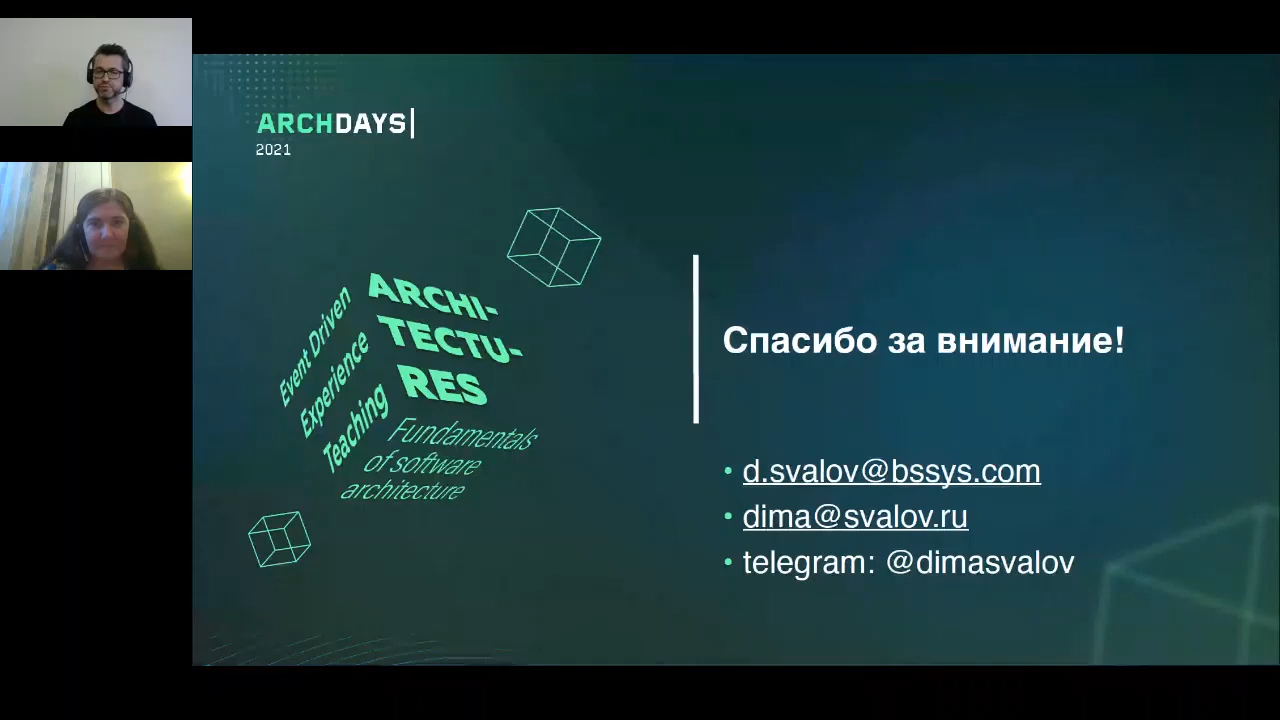 ARCHDAYS
2021
Event Driven
Experience
Teaching
ARCHI-
TECTU-
RES
Fundamentals
of software
architecture
Спасибо за внимание!
• d.svalov@bssys.com
• dima@svalov.ru
• telegram: @dimasvalov